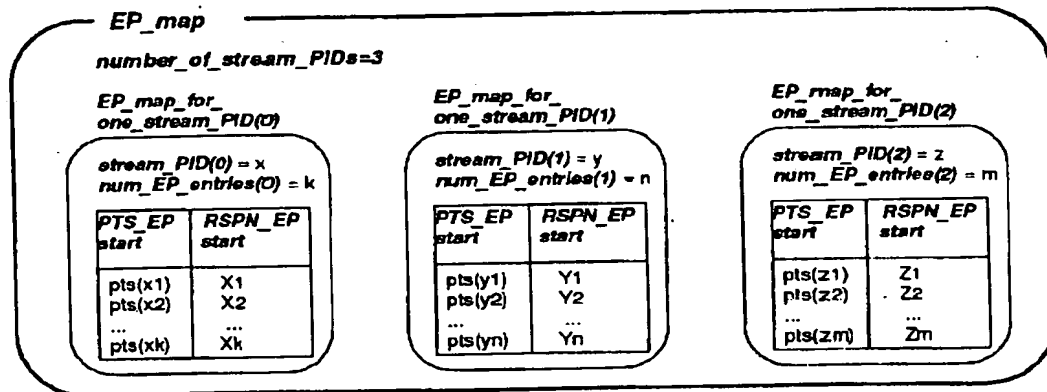 EP_map
number_of_stream_PIDs=3
EP_map_for_
one_stream_PID(0)
stream_PID(0) = x
num_EP_entries(0) = k
PTS_EP RSPN_EP
start start
pts(x1) X1
pts(x2) X2
... ...
pts(xk) Xk
EP_map_for_
one_stream_PID(1)
stream_PID(1) = y
num_EP_entries(1) = n
PTS_EP RSPN_EP
start start
pts(y1) Y1
pts(y2) Y2
... ...
pts(yn) Yn
EP_map_for_
one_stream_PID(2)
stream_PID(2) = z
num_EP_entries(2) = m
PTS_EP RSPN_EP
start start
pts(z1) Z1
pts(z2) Z2
... ...
pts(zm) Zm